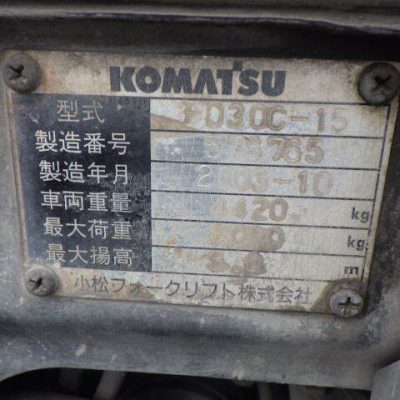 KOMATSU
型式 FD30C-15
製造番号
製造年月
車両重量 4420 kg
最大荷重 kg
最大揚高 m
小松フォークリフト株式会社